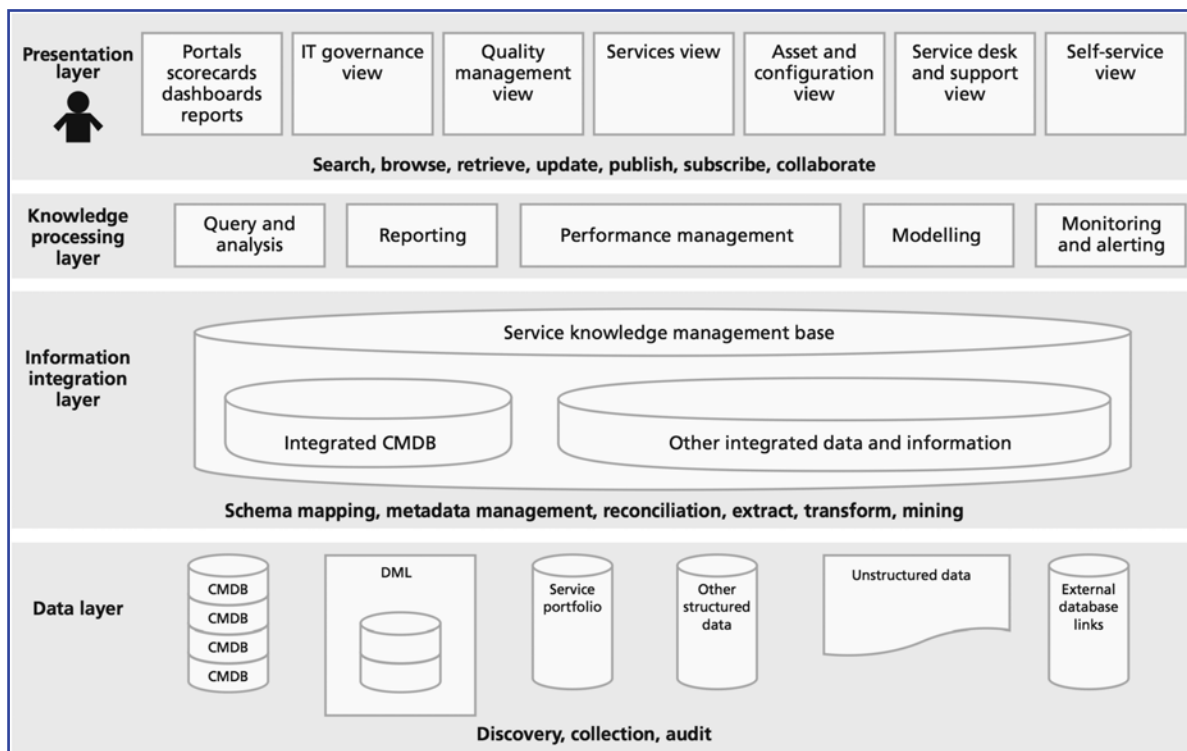 Presentation
layer
Portals
scorecards
dashboards
reports
IT governance
view
Quality
management
view
Services view
Asset and
configuration
view
Service desk
and support
view
Self-service
view
Search, browse, retrieve, update, publish, subscribe, collaborate
Knowledge
processing
layer
Query and
analysis
Reporting
Performance management
Modelling
Monitoring
and alerting
Information
integration
layer
Service knowledge management base
Integrated CMDB
Other integrated data and information
Schema mapping, metadata management, reconciliation, extract, transform, mining
Data layer
CMDB
CMDB
CMDB
CMDB
DML
Service
portfolio
Other
structured
data
Unstructured data
External
database
links
Discovery, collection, audit